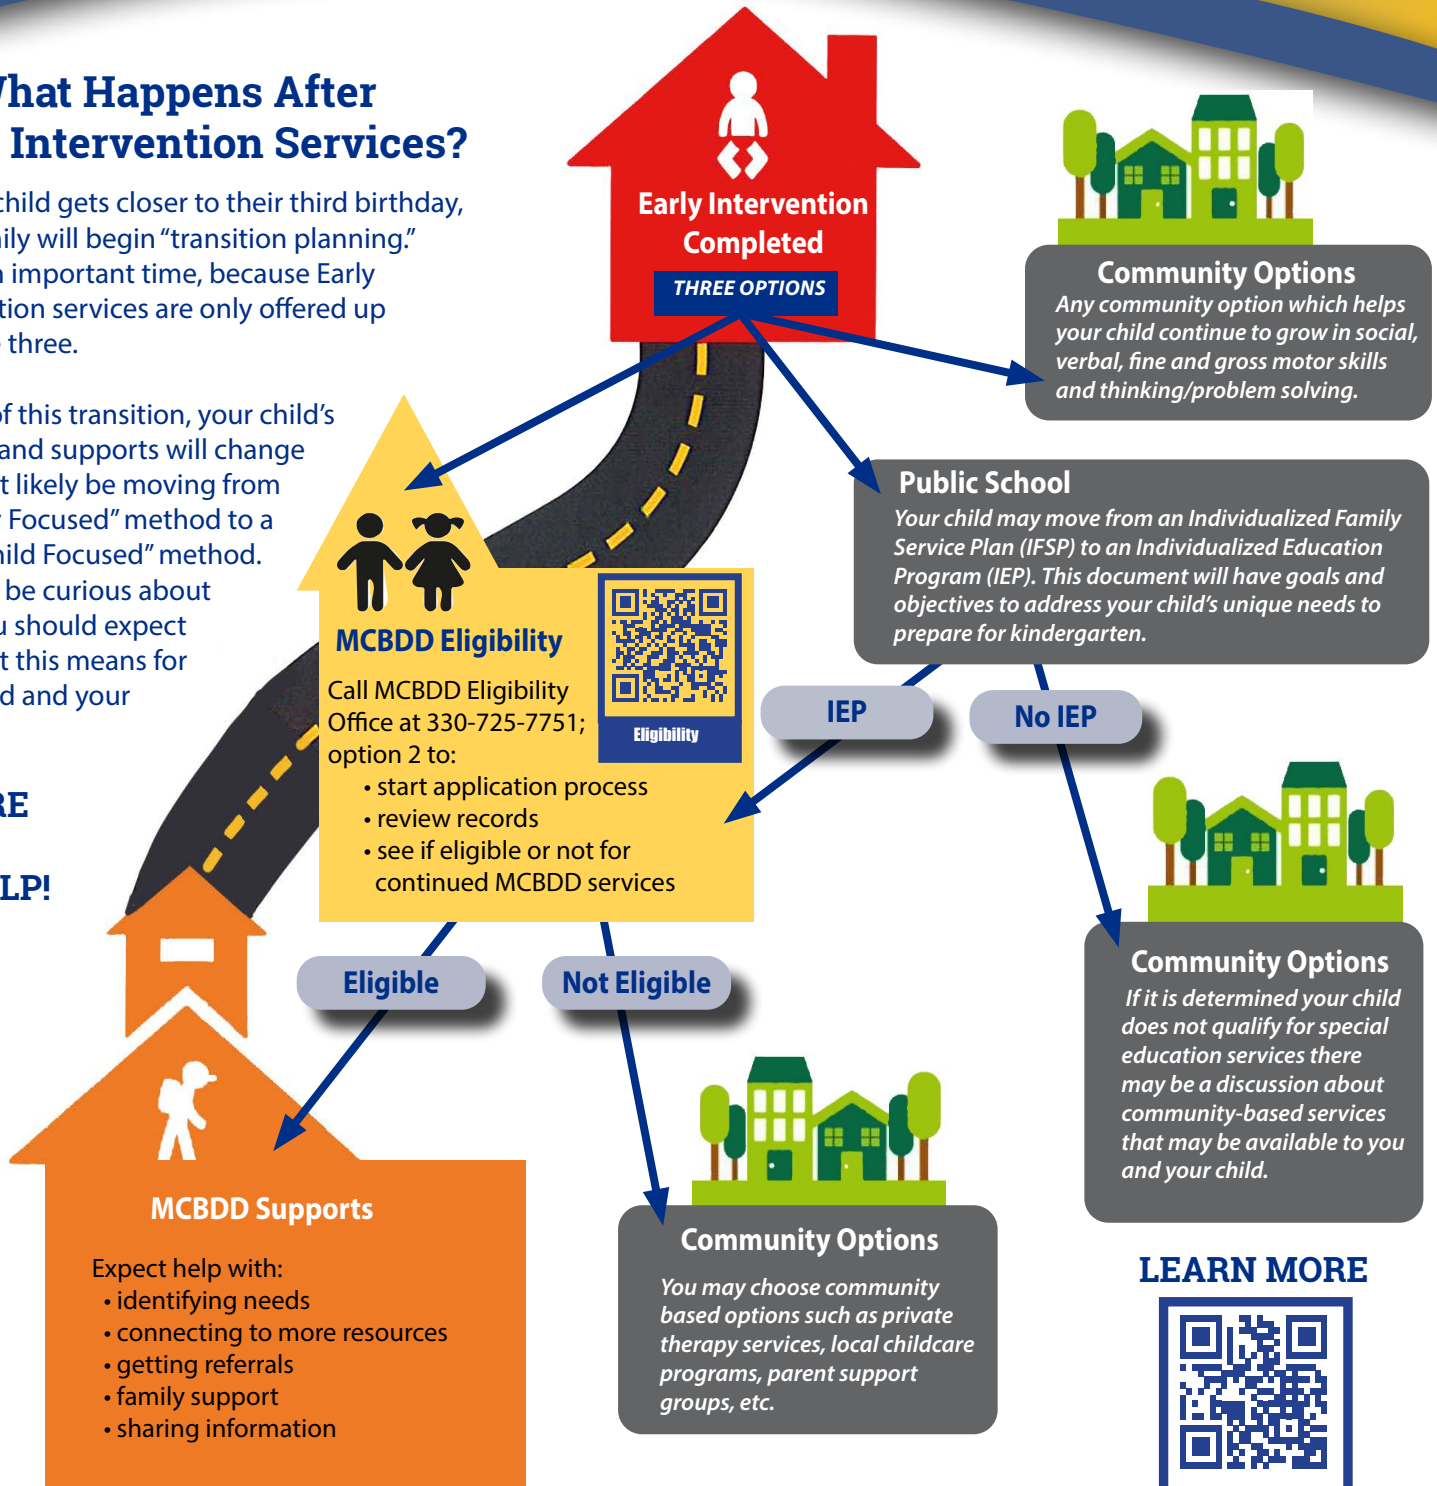 What Happens After
Intervention Services?
child gets closer to their third birthday,
will begin “transition planning.”
important time, because Early
services are only offered up
three.
of this transition, your child’s
and supports will change
likely be moving from
Focused” method to a
Focused” method.
be curious about
should expect
this means for
and your
Early Intervention
Completed
THREE OPTIONS
Community Options
Any community option which helps
your child continue to grow in social,
verbal, fine and gross motor skills
and thinking/problem solving.
Public School
Your child may move from an Individualized Family
Service Plan (IFSP) to an Individualized Education
Program (IEP). This document will have goals and
objectives to address your child’s unique needs to
prepare for kindergarten.
MCBDD Eligibility
Call MCBDD Eligibility
Office at 330-725-7751;
option 2 to:
• start application process
• review records
• see if eligible or not for
continued MCBDD services
Eligibility
IEP
No IEP
Eligible
Not Eligible
Community Options
If it is determined your child
does not qualify for special
education services there
may be a discussion about
community-based services
that may be available to you
and your child.
MCBDD Supports
Expect help with:
• identifying needs
• connecting to more resources
• getting referrals
• family support
• sharing information
Community Options
You may choose community
based options such as private
therapy services, local childcare
programs, parent support
groups, etc.
LEARN MORE